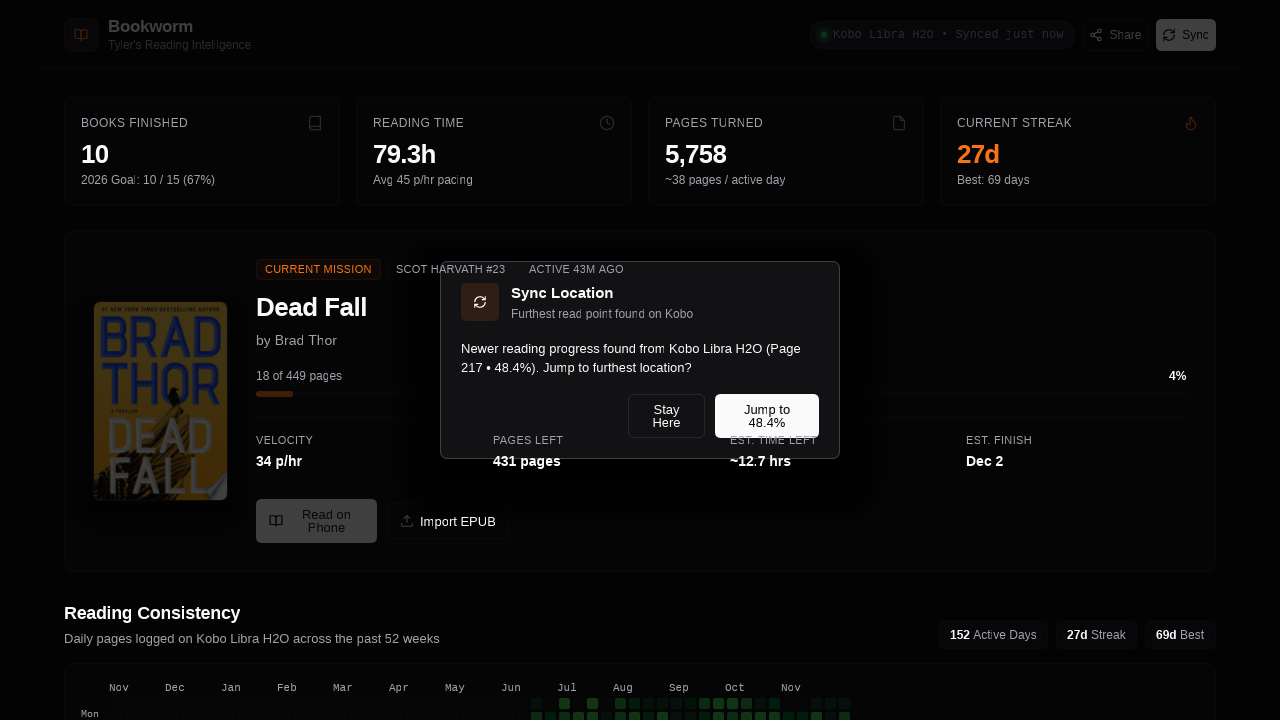 Bookworm
Tyler's Reading Intelligence
Kobo Libra H2O • Synced just now
Share
Sync
BOOKS FINISHED
10
2026 Goal: 10 / 15 (67%)
READING TIME
79.3h
Avg 45 p/hr pacing
PAGES TURNED
5,758
~38 pages / active day
CURRENT STREAK
27d
Best: 69 days
#1 NEW YORK TIMES BESTSELLING AUTHOR
BRAD
THOR
A THRILLER
DEAD
FALL
CURRENT MISSION
SCOT HARVATH #23
ACTIVE 43M AGO
Dead Fall
by Brad Thor
18 of 449 pages
4%
Sync Location
Furthest read point found on Kobo
Newer reading progress found from Kobo Libra H2O (Page
217 • 48.4%). Jump to furthest location?
Stay
Here
Jump to
48.4%
VELOCITY
34 p/hr
PAGES LEFT
431 pages
EST. TIME LEFT
~12.7 hrs
EST. FINISH
Dec 2
Read on
Phone
Import EPUB
Reading Consistency
Daily pages logged on Kobo Libra H2O across the past 52 weeks
152 Active Days
27d Streak
69d Best
Nov Dec Jan Feb Mar Apr May Jun Jul Aug Sep Oct Nov
Mon